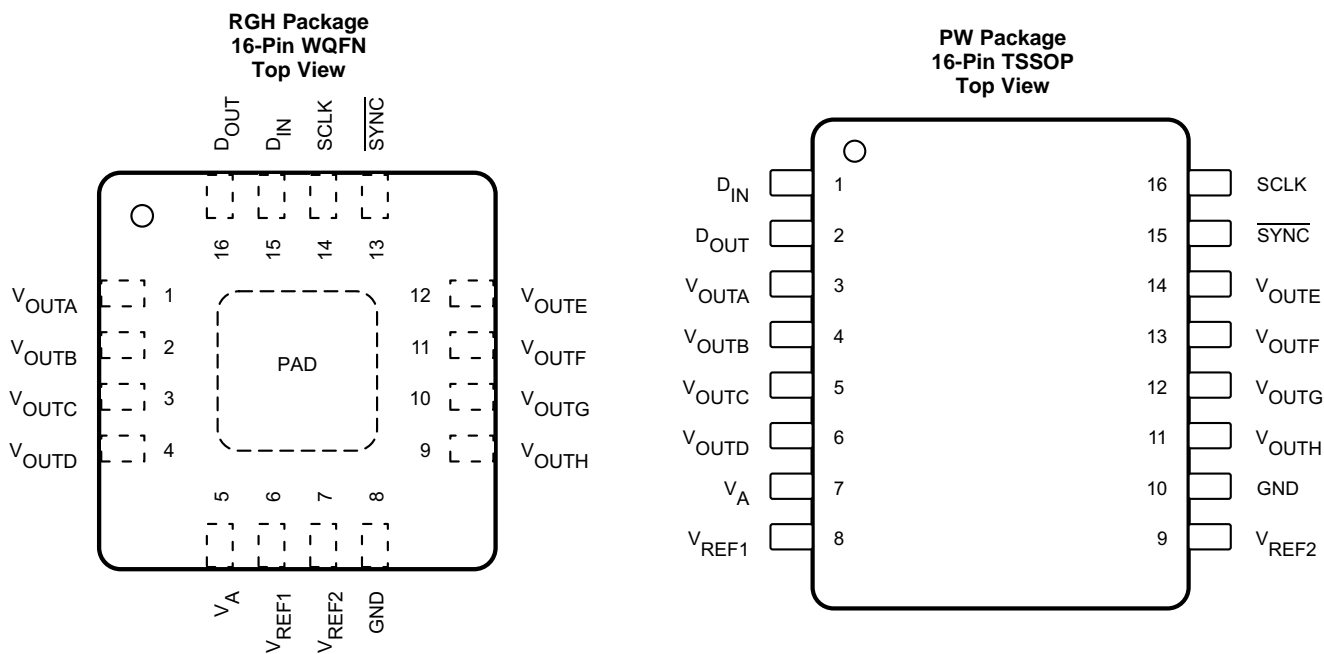 RGH Package
16-Pin WQFN
Top View
DOUT
DIN
SCLK
SYNC
16
15
14
13
VOUTA 1
VOUTB 2
VOUTC 3
VOUTD 4
PAD
12 VOUTE
11 VOUTF
10 VOUTG
9 VOUTH
5
6
7
8
VA
VREF1
VREF2
GND
PW Package
16-Pin TSSOP
Top View
DIN 1
DOUT 2
VOUTA 3
VOUTB 4
VOUTC 5
VOUTD 6
VA 7
VREF1 8
16 SCLK
15 SYNC
14 VOUTE
13 VOUTF
12 VOUTG
11 VOUTH
10 GND
9 VREF2